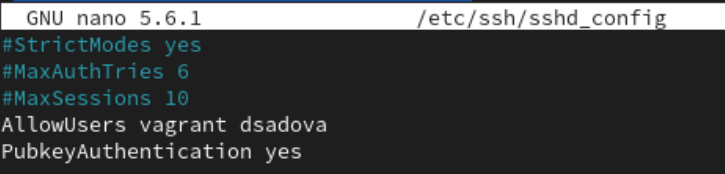 GNU nano 5.6.1 /etc/ssh/sshd_config
#StrictModes yes
#MaxAuthTries 6
#MaxSessions 10
AllowUsers vagrant dsadova
PubkeyAuthentication yes